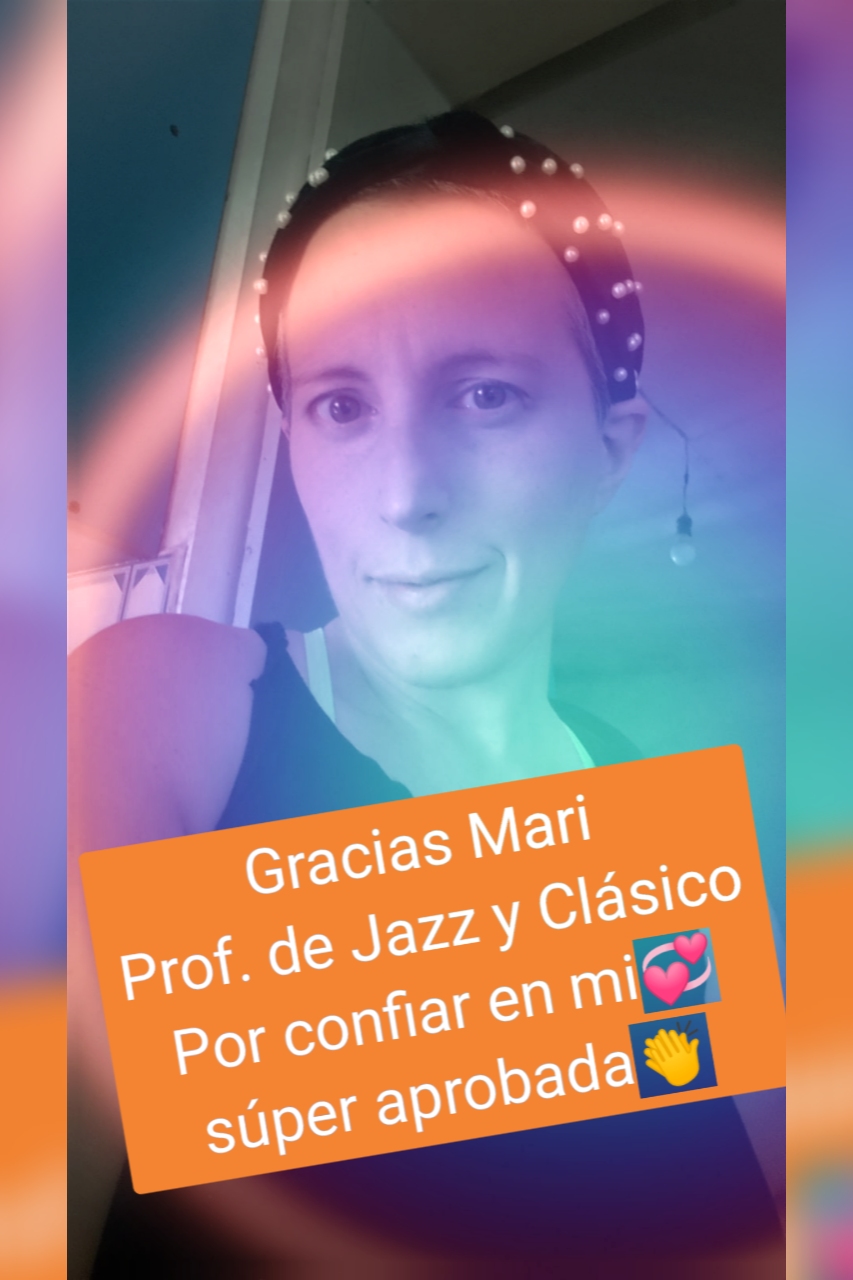 Gracias Mari
Prof. de Jazz y Clásico
Por confiar en mi💞
súper aprobada👏